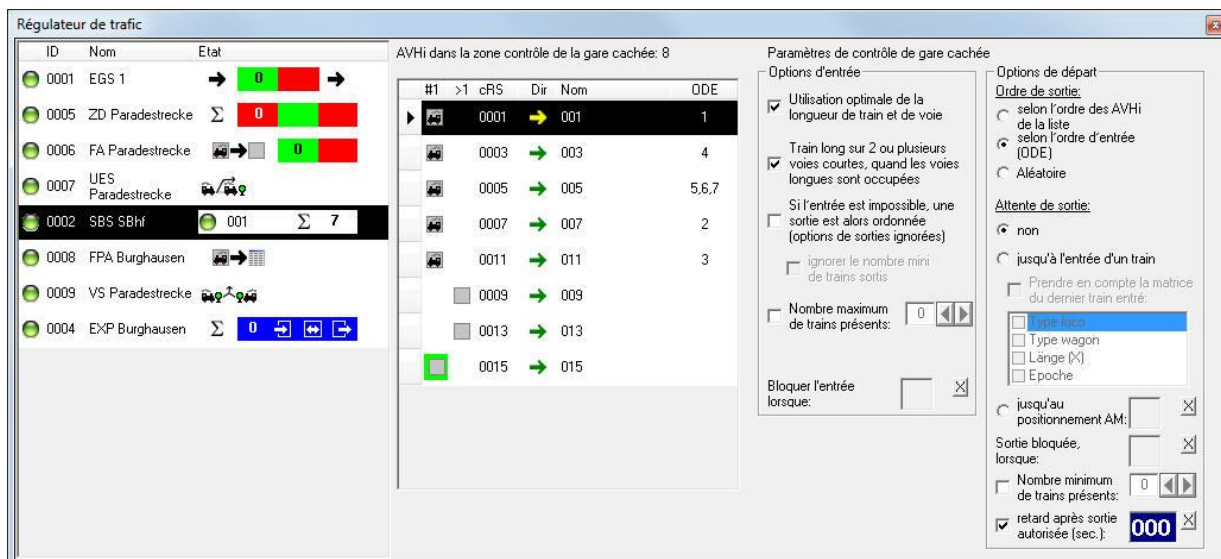 Régulateur de trafic
ID Nom Etat
0001 EGS 1 0
0005 ZD Paradestrecke Σ 0
0006 FA Paradestrecke 0
0007 UES Paradestrecke
0002 SBS SBhf 001 Σ 7
0008 FPA Burghausen
0009 VS Paradestrecke
0004 EXP Burghausen Σ 0
AVHi dans la zone contrôle de la gare cachée: 8
#1 >1 cRS Dir Nom ODE
0001 001 1
0003 003 4
0005 005 5,6,7
0007 007 2
0011 011 3
0009 009
0013 013
0015 015
Paramètres de contrôle de gare cachée
Options d'entrée
Utilisation optimale de la
longueur de train et de voie
Train long sur 2 ou plusieurs
voies courtes, quand les voies
longues sont occupées
Si l'entrée est impossible, une
sortie est alors ordonnée
(options de sorties ignorées)
ignorer le nombre mini
de trains sortis
Nombre maximum
de trains présents: 0
Bloquer l'entrée
lorsque: X
Options de départ
Ordre de sortie:
selon l'ordre des AVHi
de la liste
selon l'ordre d'entrée
(ODE)
Aléatoire
Attente de sortie:
non
jusqu'à l'entrée d'un train
Prendre en compte la matrice
du dernier train entré:
Type loco
Type wagon
Länge (X)
Epoche
jusqu'au
positionnement AM: X
Sortie bloquée,
lorsque: X
Nombre minimum
de trains présents: 0
retard après sortie
autorisée (sec.): 000 X